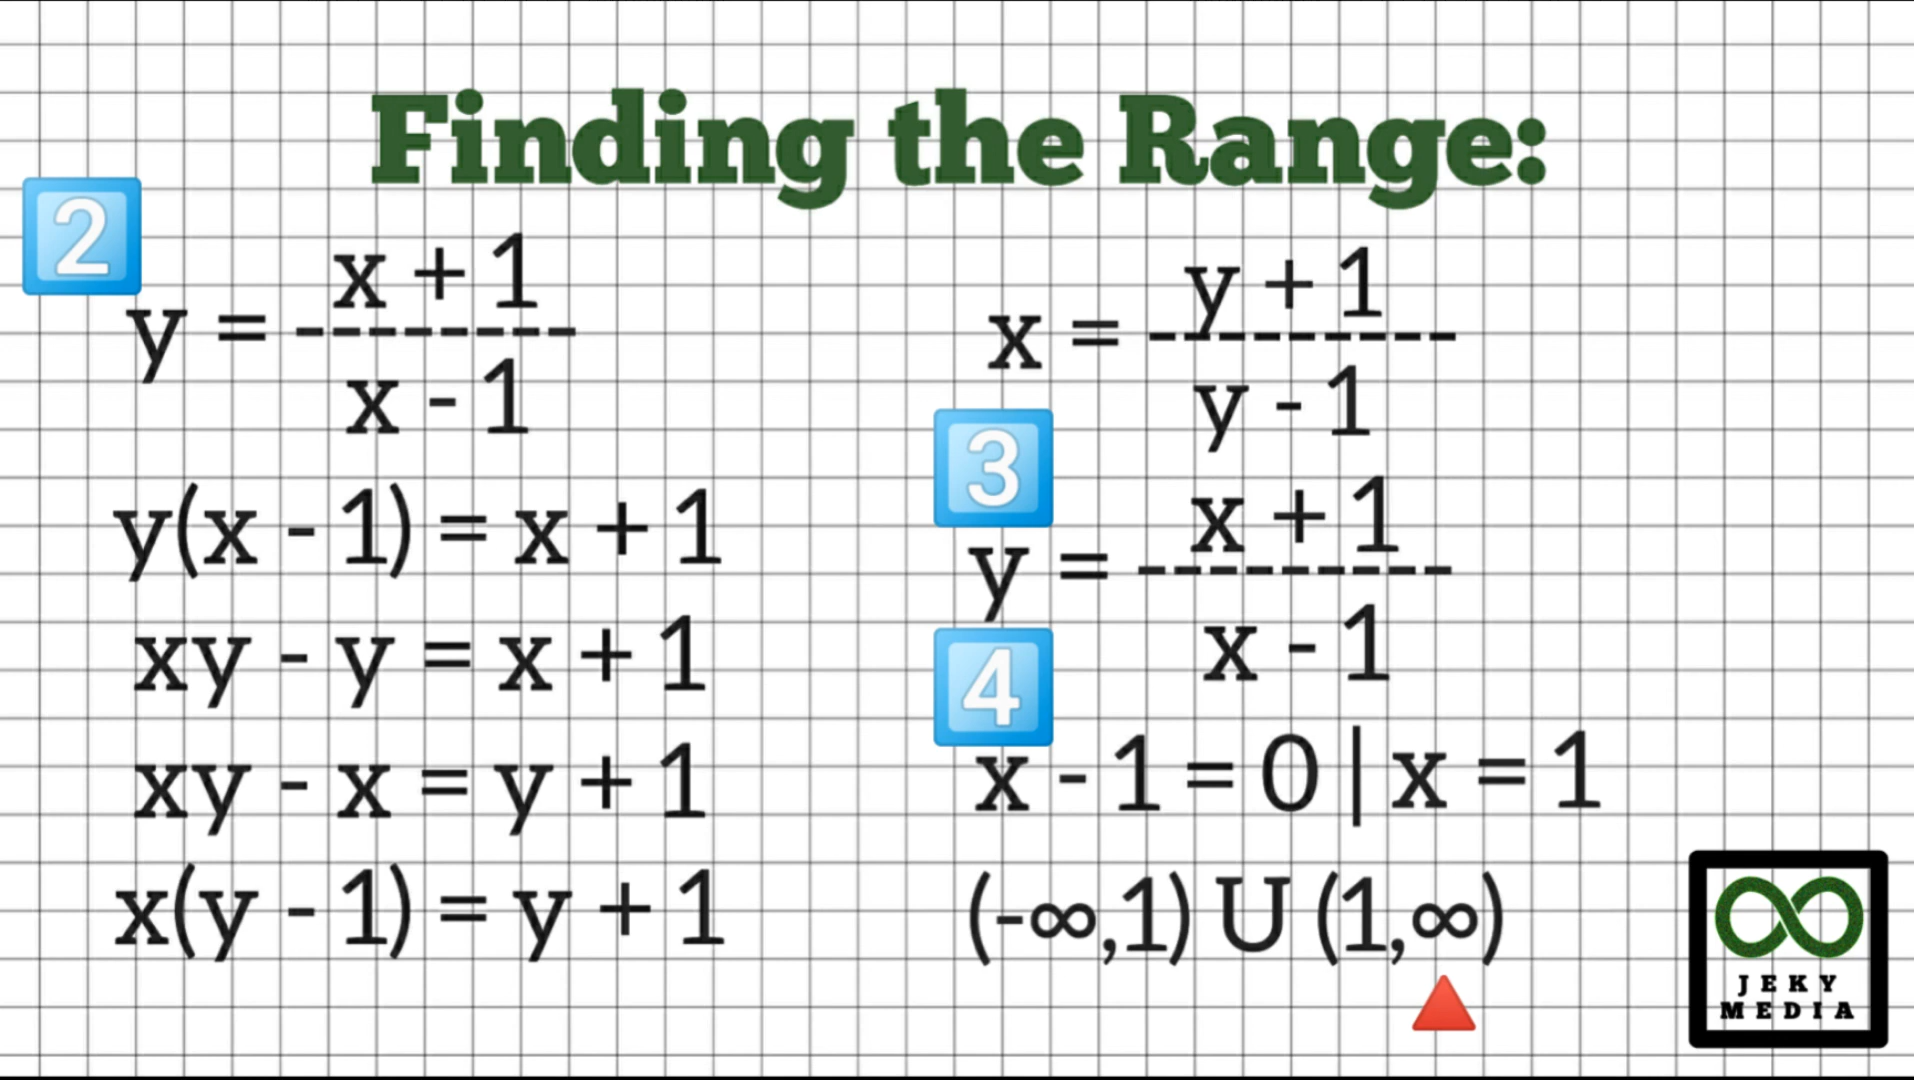 Finding the Range:
2
x + 1
y = --------
x - 1
y(x - 1) = x + 1
xy - y = x + 1
xy - x = y + 1
x(y - 1) = y + 1
y + 1
x = ---------
y - 1
3
x + 1
y = ---------
x - 1
4
x - 1 = 0 | x = 1
(-∞,1) U (1,∞)
JEKY
MEDIA